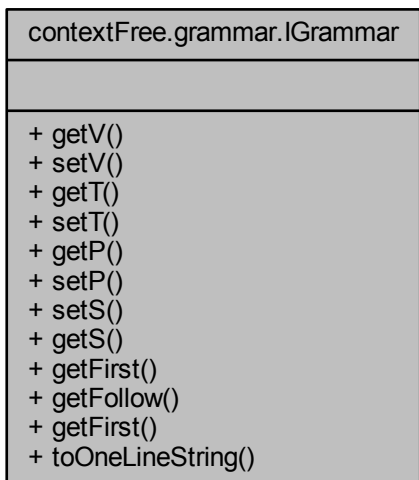 contextFree.grammar.IGrammar
+ getV()
+ setV()
+ getT()
+ setT()
+ getP()
+ setP()
+ setS()
+ getS()
+ getFirst()
+ getFollow()
+ getFirst()
+ toOneLineString()